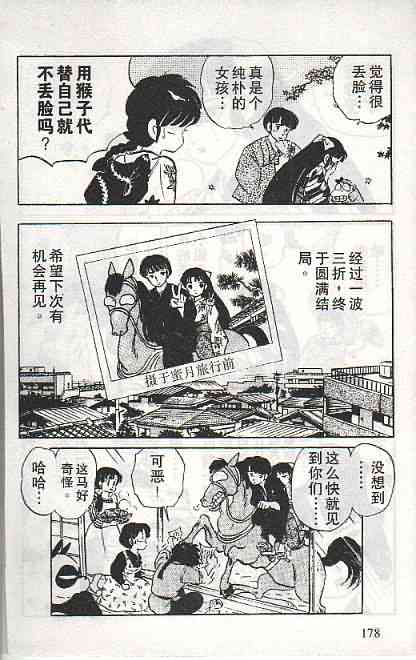 觉得很
丢脸…
真是个
纯朴的
女孩…
用猴子代
替自己就
不丢脸吗？
经过一波
三折，终
于圆满结
局。
摄于蜜月旅行前
希望下次有
机会再见。
没想到
这么快就见
到你们……
可恶！
这马好
奇怪。
哈哈…
178